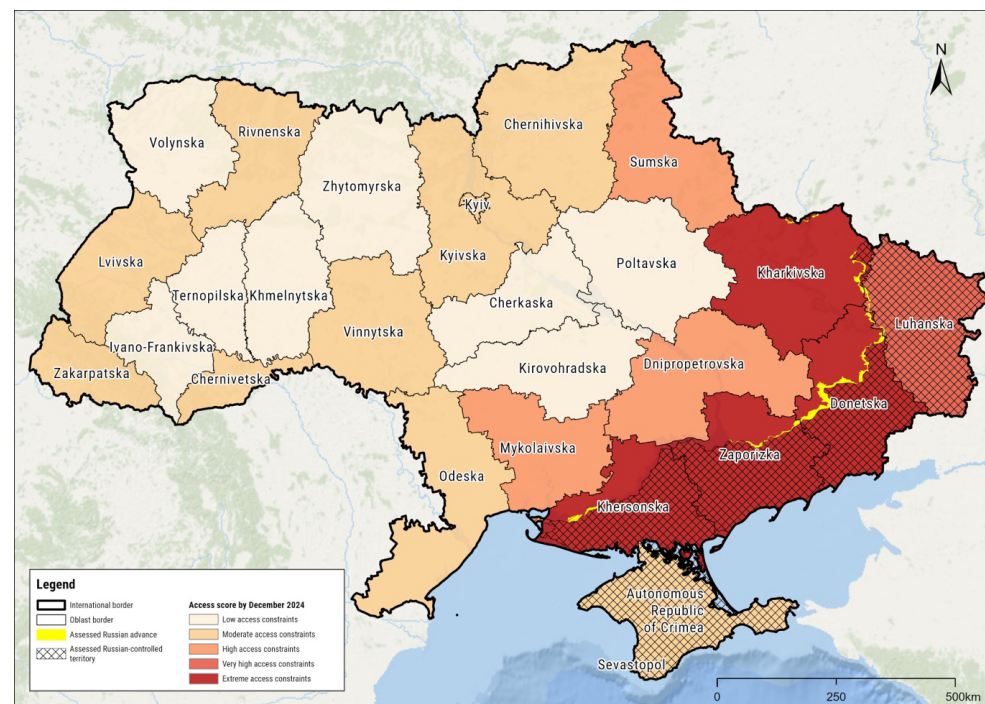 N
Volynska
Rivnenska
Zhytomyrska
Chernihivska
Sumska
Kyiv
Kyivska
Lvivska
Ternopilska
Khmelnytska
Cherkaska
Poltavska
Kharkivska
Luhanska
Ivano-Frankivska
Vinnytska
Kirovohradska
Dnipropetrovska
Zakarpatska
Chernivetska
Donetska
Mykolaivska
Zaporizka
Odeska
Khersonska
Autonomous
Republic
of Crimea
Sevastopol
Legend
International border
Oblast border
Assessed Russian advance
Assessed Russian-controlled
territory
Access score by December 2024
Low access constraints
Moderate access constraints
High access constraints
Very high access constraints
Extreme access constraints
0 250 500km